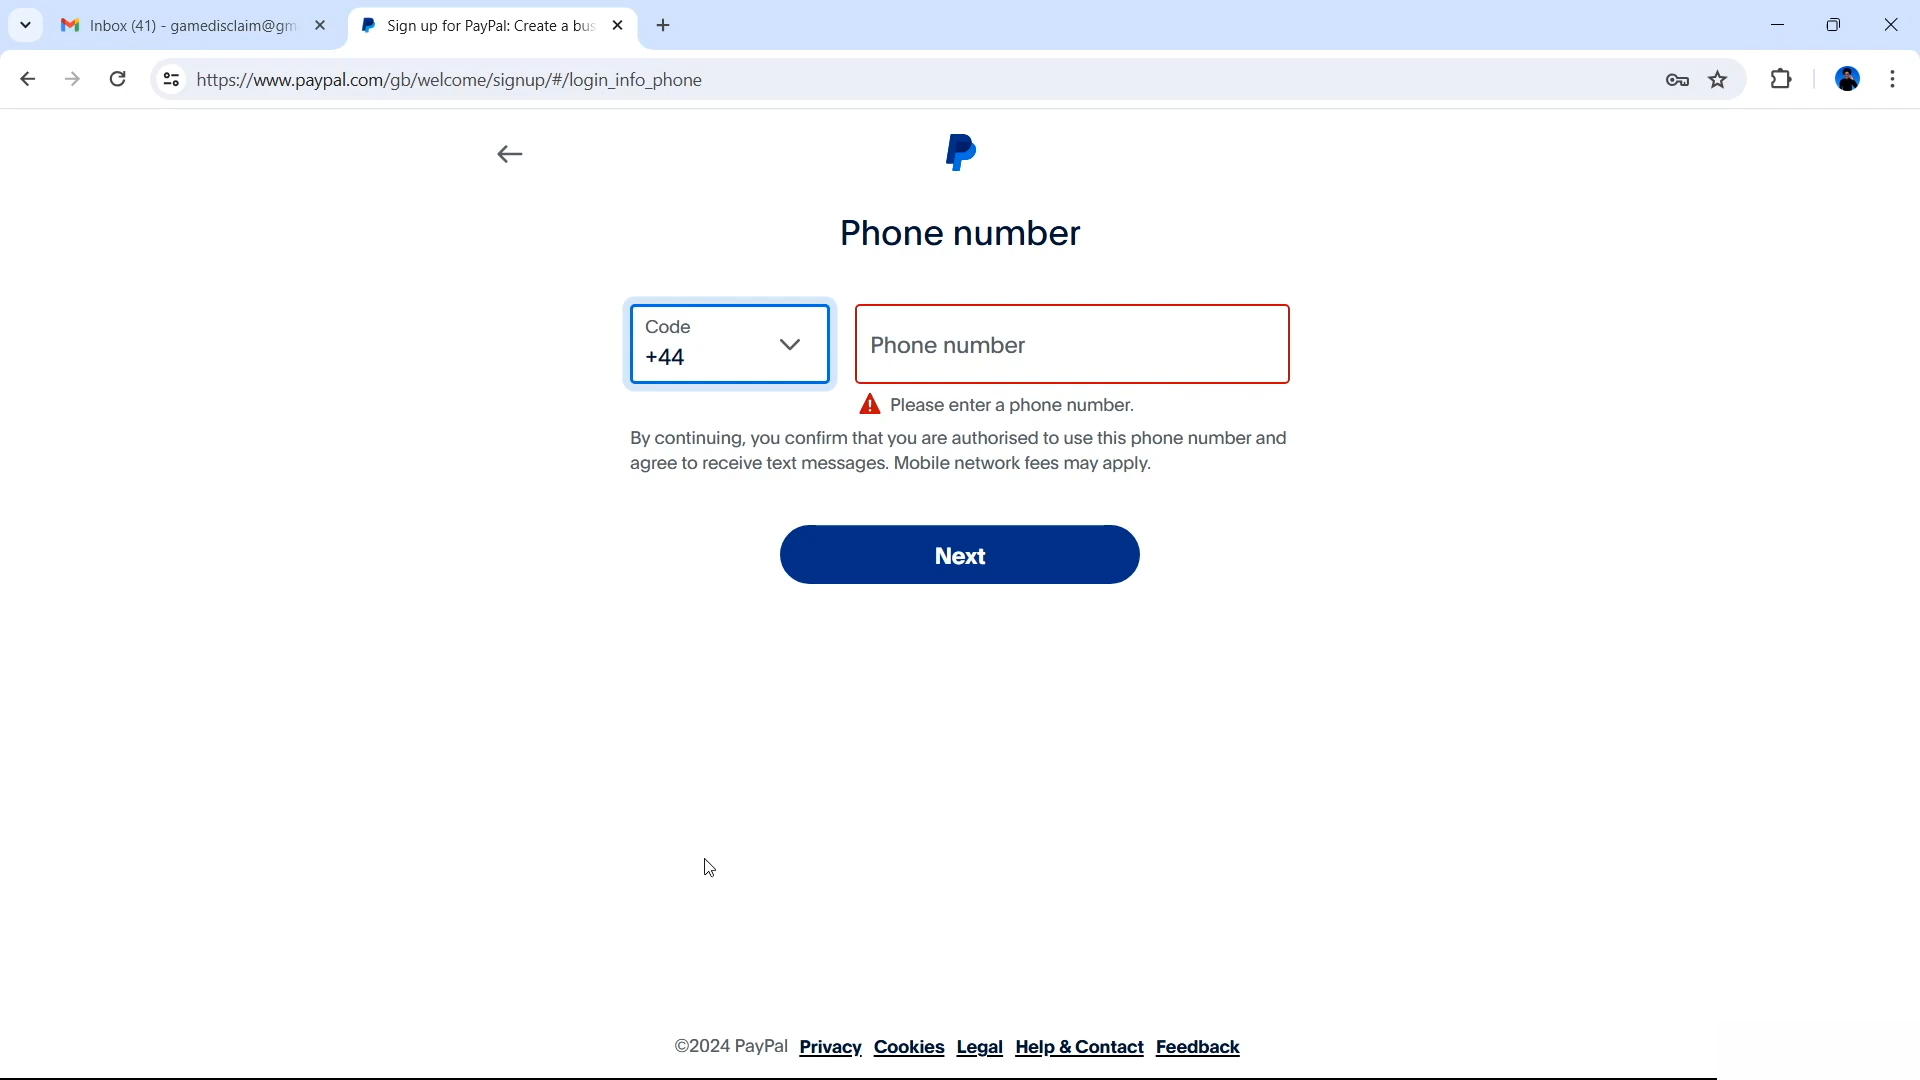 Inbox (41) - gamedisclaim@gm
Sign up for PayPal: Create a bus
https://www.paypal.com/gb/welcome/signup/#/login_info_phone
Phone number
Code
+44
Phone number
Please enter a phone number.
By continuing, you confirm that you are authorised to use this phone number and
agree to receive text messages. Mobile network fees may apply.
Next
©2024 PayPal Privacy Cookies Legal Help & Contact Feedback